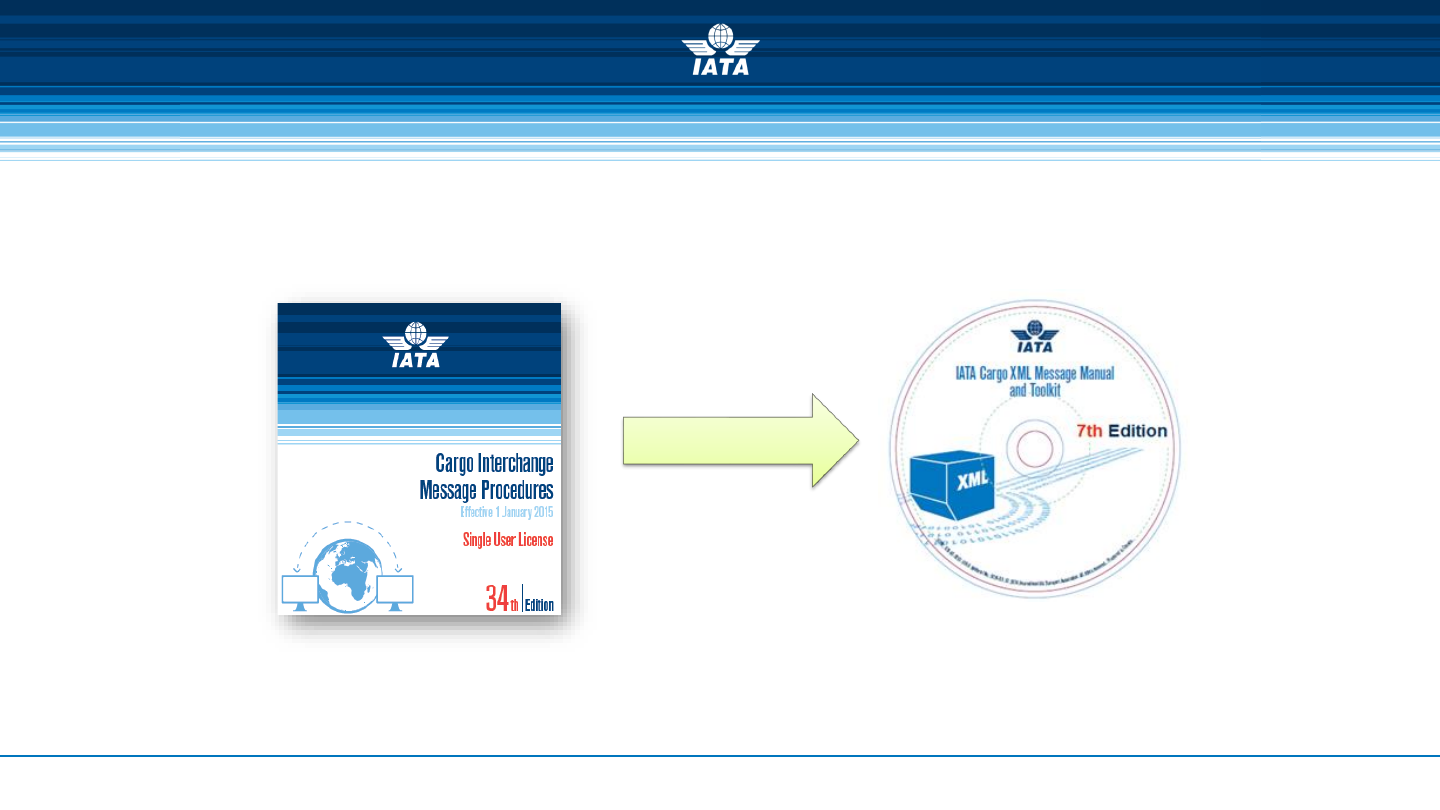 IATA
IATA
Cargo Interchange
Message Procedures
Effective 1 January 2015
Single User License
34th Edition
IATA
IATA Cargo XML Message Manual
and Toolkit
7th Edition
XML